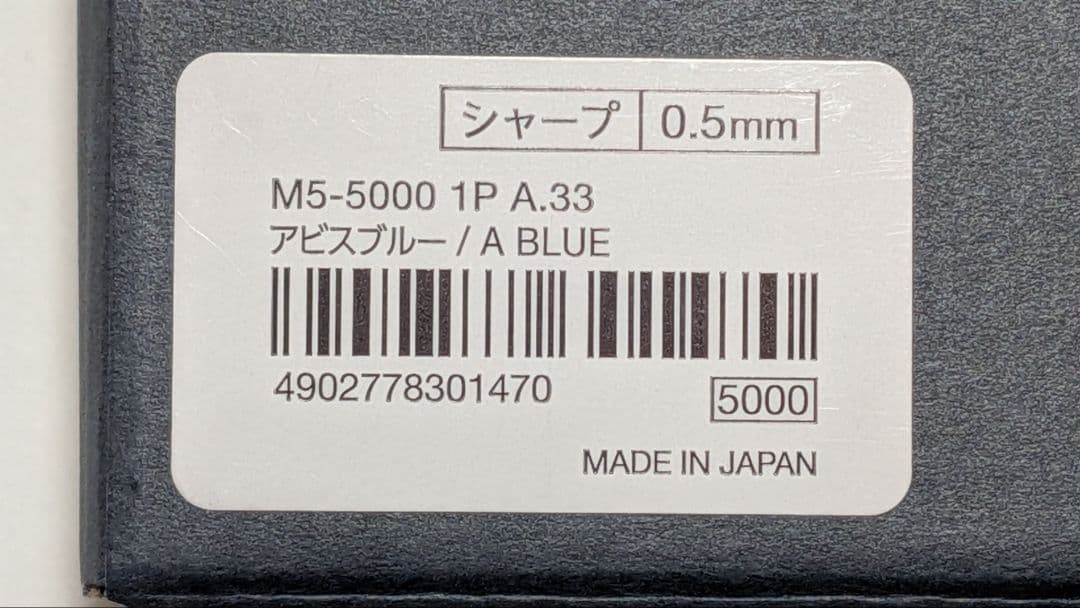 シャープ 0.5mm
M5-5000 1P A.33
アビスブルー / A BLUE
4902778301470
5000
MADE IN JAPAN